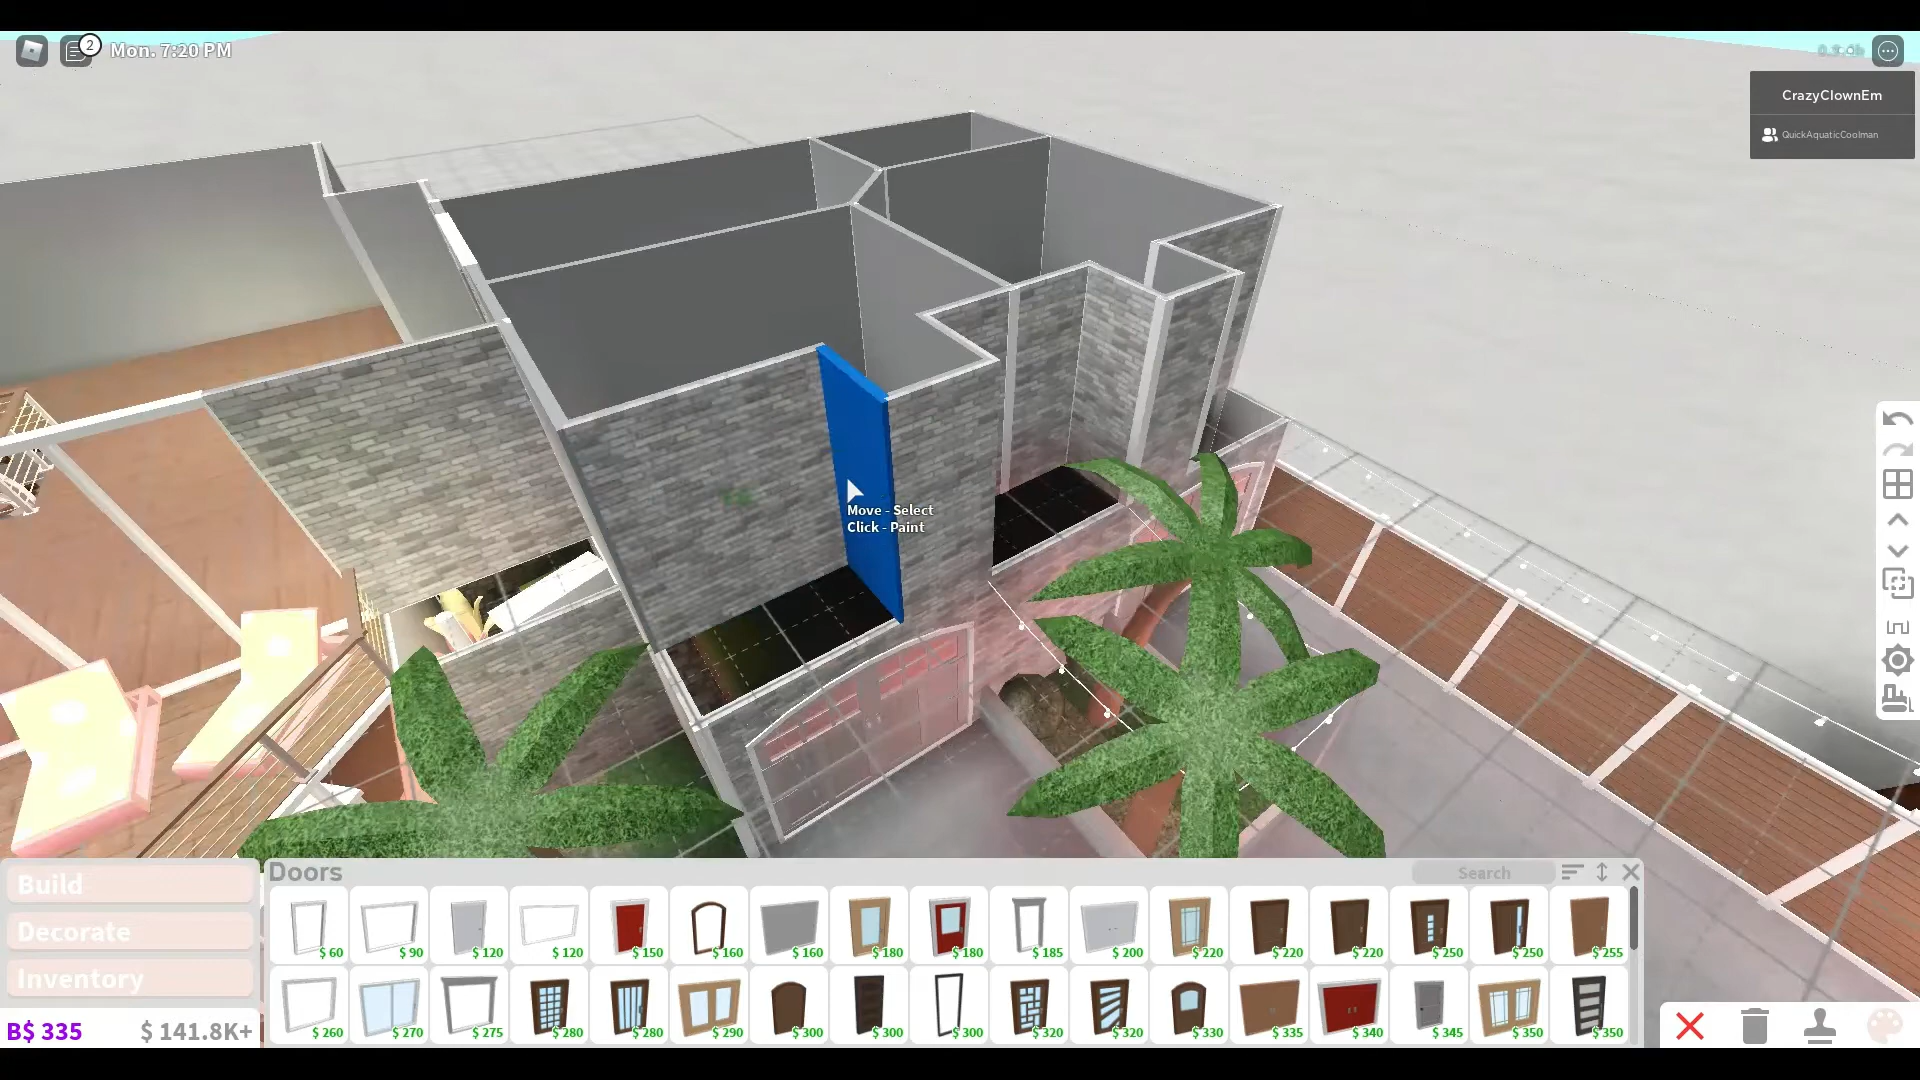 2
Mon. 7:20 PM
CrazyClownEm
QuickAquaticCoolman
Move - Select
Click - Paint
Build
Decorate
Inventory
B$ 335
$ 141.8K+
Doors
Search
$ 60
$ 90
$ 120
$ 120
$ 150
$ 160
$ 160
$ 180
$ 180
$ 185
$ 200
$ 220
$ 220
$ 220
$ 250
$ 250
$ 255
$ 260
$ 270
$ 275
$ 280
$ 280
$ 290
$ 300
$ 300
$ 300
$ 320
$ 320
$ 330
$ 335
$ 340
$ 345
$ 350
$ 350